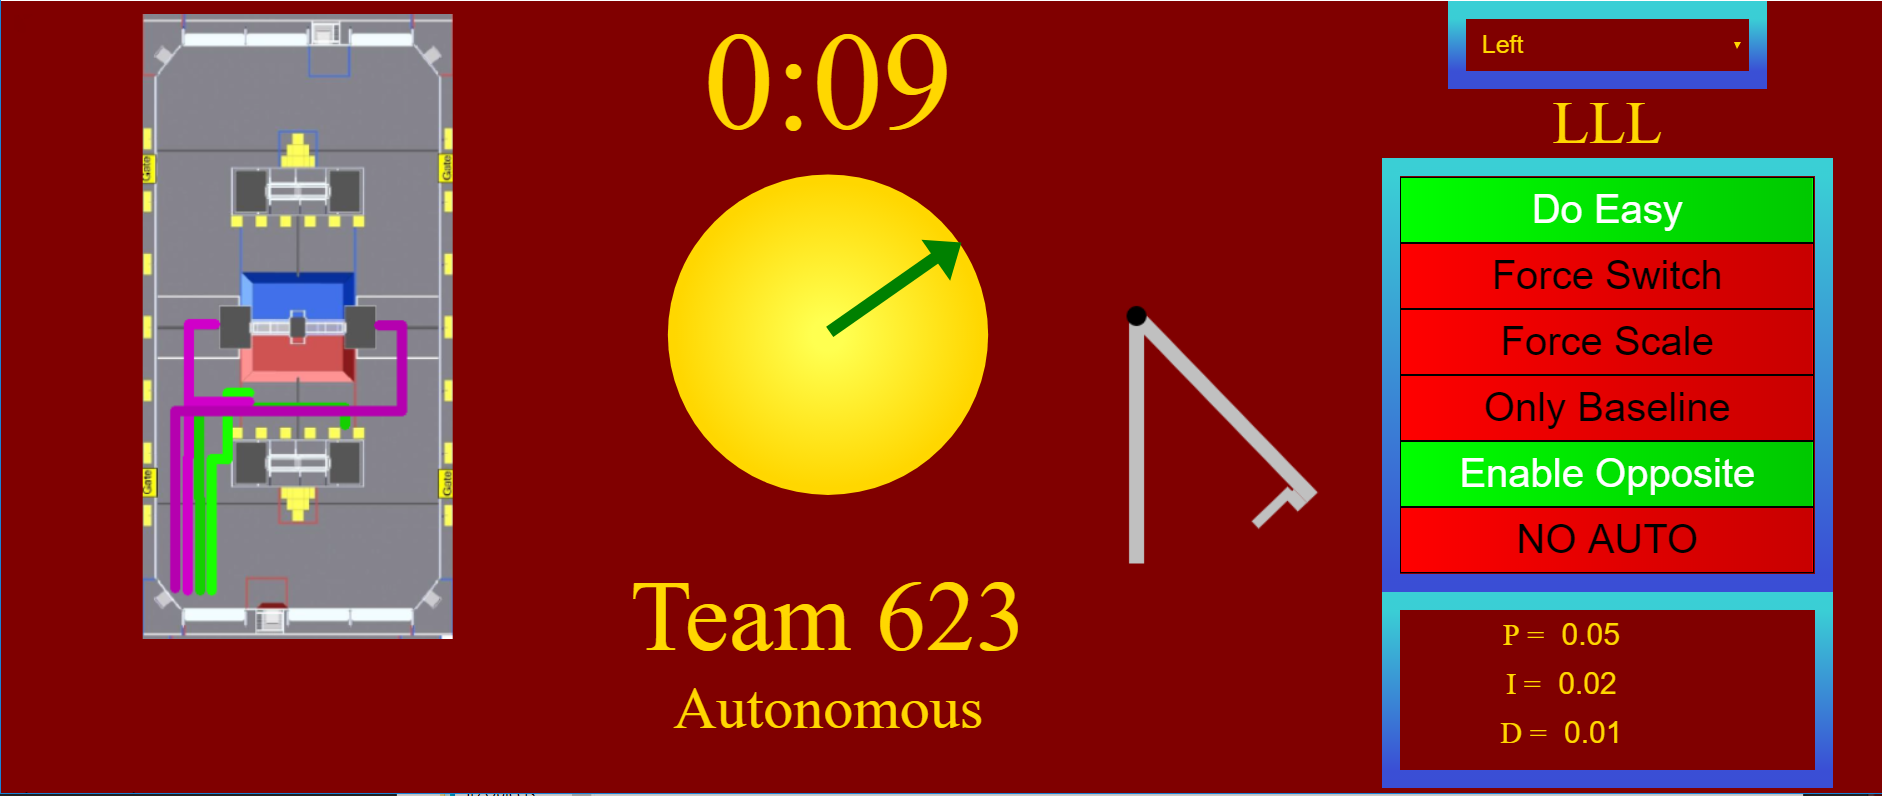 0:09
Left
LLL
Gate
Gate
Gate
Gate
Do Easy
Force Switch
Force Scale
Only Baseline
Enable Opposite
NO AUTO
Team 623
Autonomous
P = 0.05
I = 0.02
D = 0.01